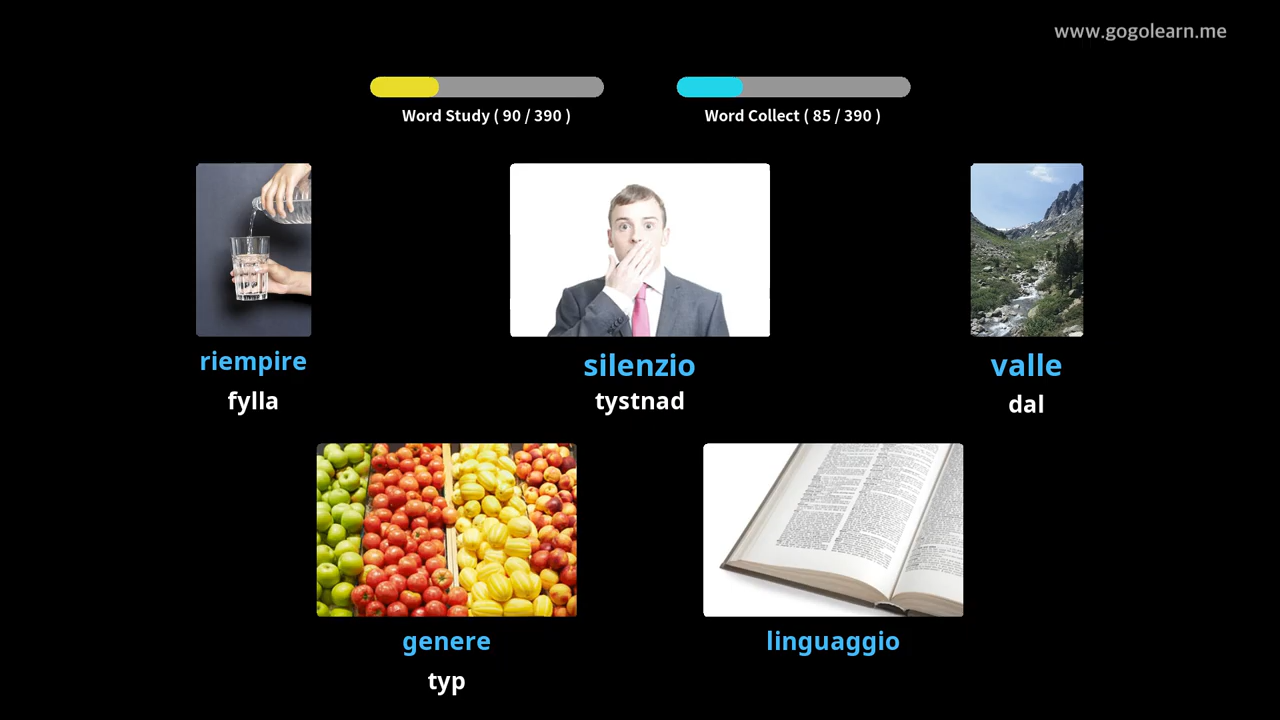 www.gogolearn.me
Word Study ( 90 / 390 )
Word Collect ( 85 / 390 )
riempire
fylla
silenzio
tystnad
valle
dal
genere
typ
linguaggio